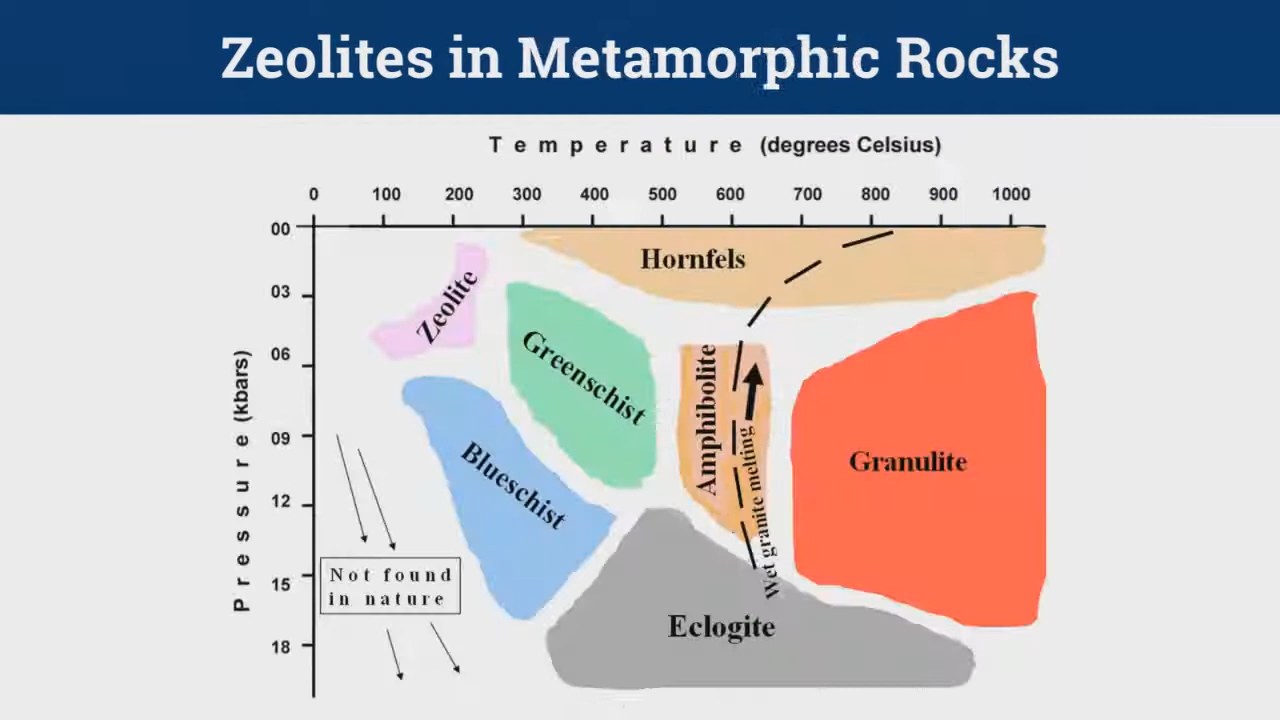 Zeolites in Metamorphic Rocks
Temperature (degrees Celsius)
0 100 200 300 400 500 600 700 800 900 1000
Pressure (kbars)
00
03
06
09
12
15
18
Hornfels
Zeolite
Greenschist
Amphibolite
Wet granite melting
Granulite
Blueschist
Not found
in nature
Eclogite